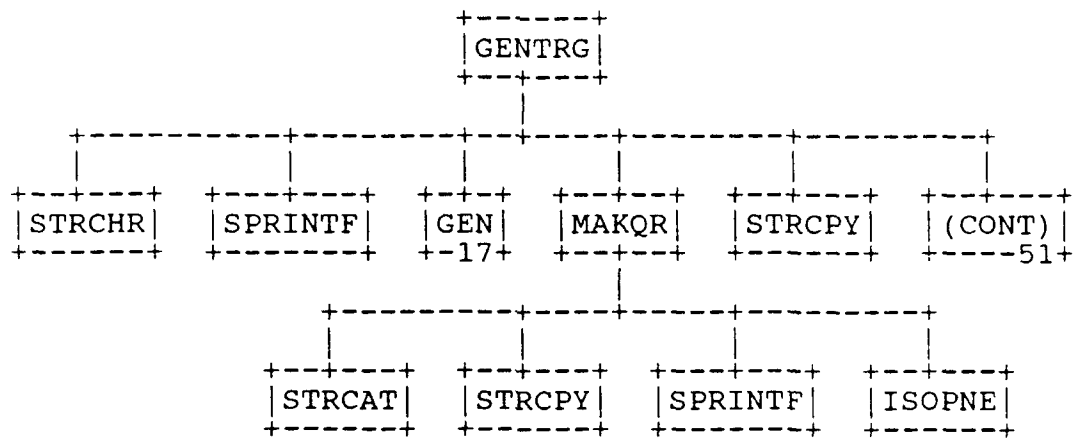 GENTRG
STRCHR SPRINTF GEN MAKQR STRCPY (CONT)
17 51
STRCAT STRCPY SPRINTF ISOPNE